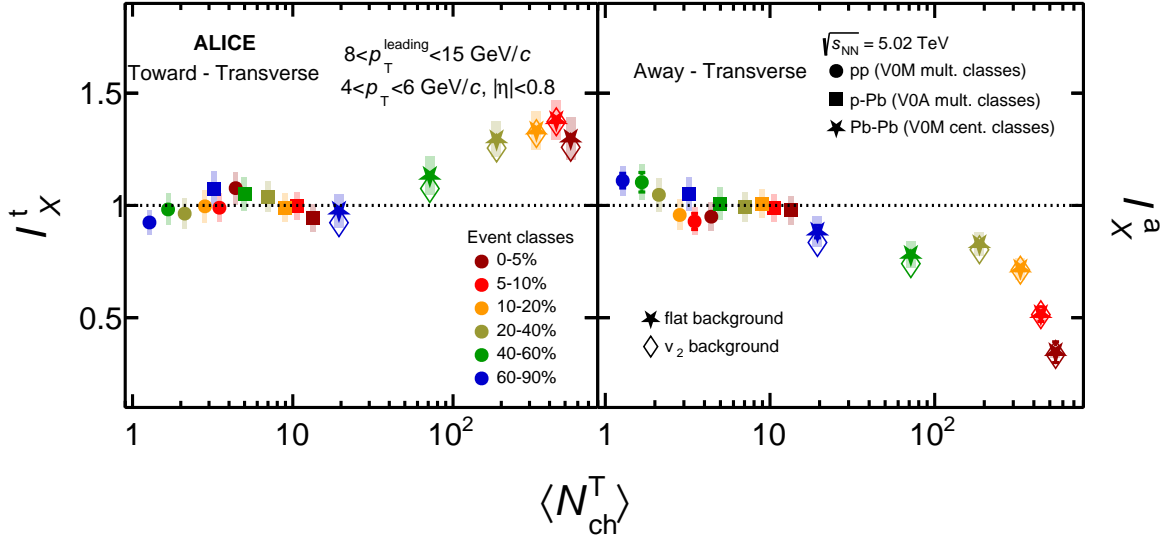 ALICE
8<p_T^leading<15 GeV/c
Toward - Transverse
4<p_T<6 GeV/c, |η|<0.8
√s_NN = 5.02 TeV
Away - Transverse
pp (V0M mult. classes)
p-Pb (V0A mult. classes)
Pb-Pb (V0M cent. classes)
1.5
1
0.5
I_X^t
I_X^a
Event classes
0-5%
5-10%
10-20%
20-40%
40-60%
60-90%
flat background
v_2 background
1 10 10^2
1 10 10^2
⟨N_ch^T⟩